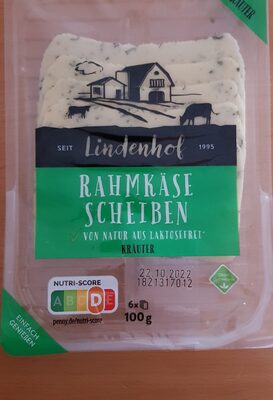 KRÄUTER
SEIT
Lindenhof
1995
RAHMKÄSE
SCHEIBEN
VON NATUR AUS LAKTOSEFREI
KRÄUTER
22.10.2022
1821317012
NUTRI-SCORE
A B C D E
penny.de/nutri-score
6x
100g
EINFACH
GENIEẞEN